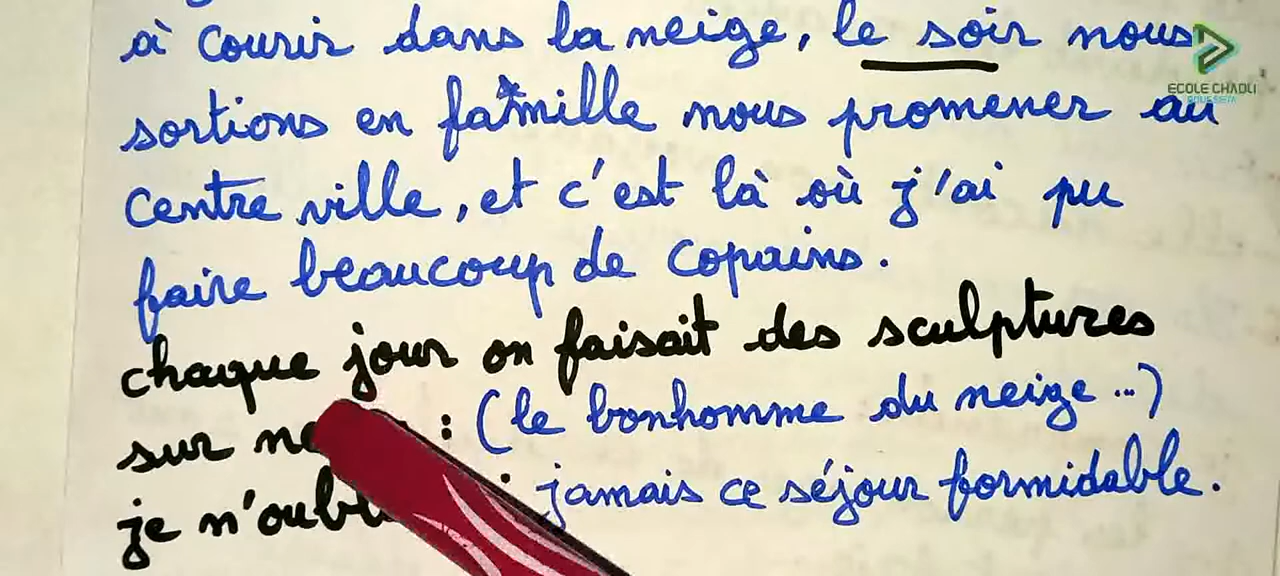 à courir dans la neige, le soir nous
sortions en famille nous promener au
centre ville, et c'est là où j'ai pu
faire beaucoup de copains.
chaque jour on faisait des sculptures
sur : (le bonhomme du neige...)
je jamais ce séjour formidable.
ECOLE CHADLI